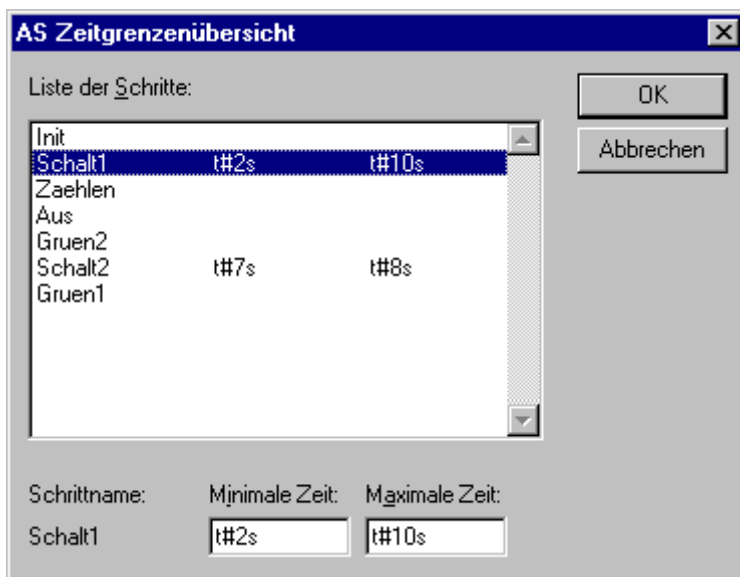 AS Zeitgrenzenübersicht
Liste der Schritte:
OK
Abbrechen
Init
Schalt1 t#2s t#10s
Zaehlen
Aus
Gruen2
Schalt2 t#7s t#8s
Gruen1
Schrittname: Minimale Zeit: Maximale Zeit:
Schalt1 t#2s t#10s